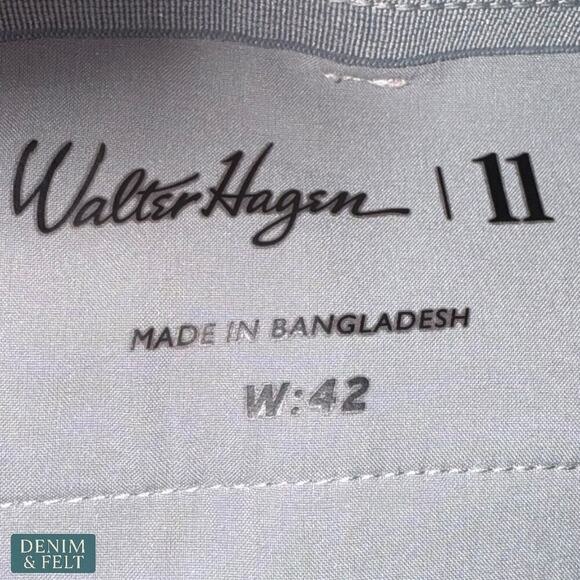 Walter Hagen | 11
MADE IN BANGLADESH
W:42
DENIM
& FELT